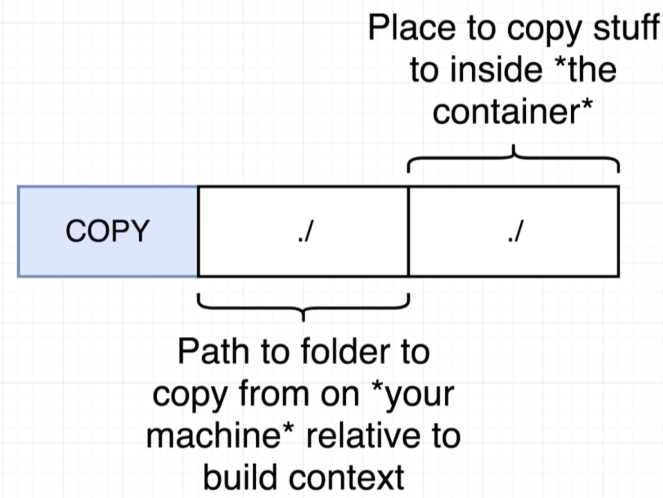 Place to copy stuff
to inside *the
container*
COPY
./
./
Path to folder to
copy from on *your
machine* relative to
build context